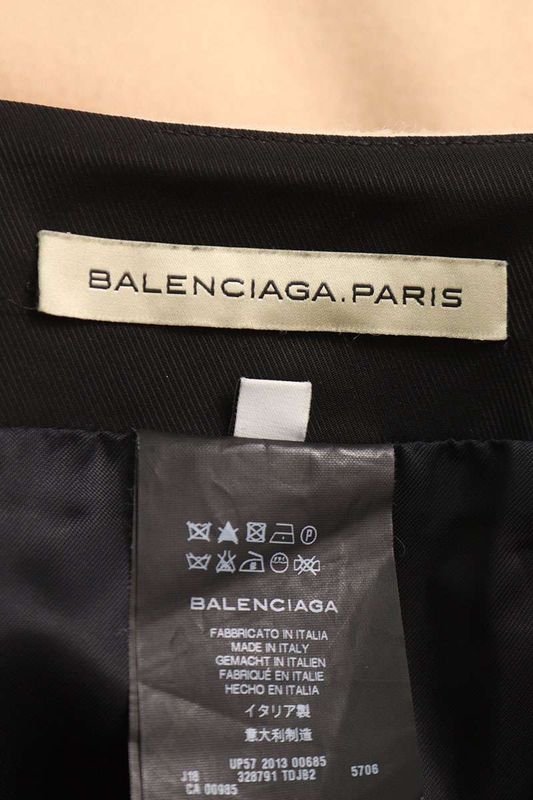 BALENCIAGA.PARIS
P
BALENCIAGA
FABBRICATO IN ITALIA
MADE IN ITALY
GEMACHT IN ITALIEN
FABRIQUÉ EN ITALIE
HECHO EN ITALIA
イタリア製
意大利制造
UP57 2013 00685
J18 328791 TDJB2 5706
CA 00985